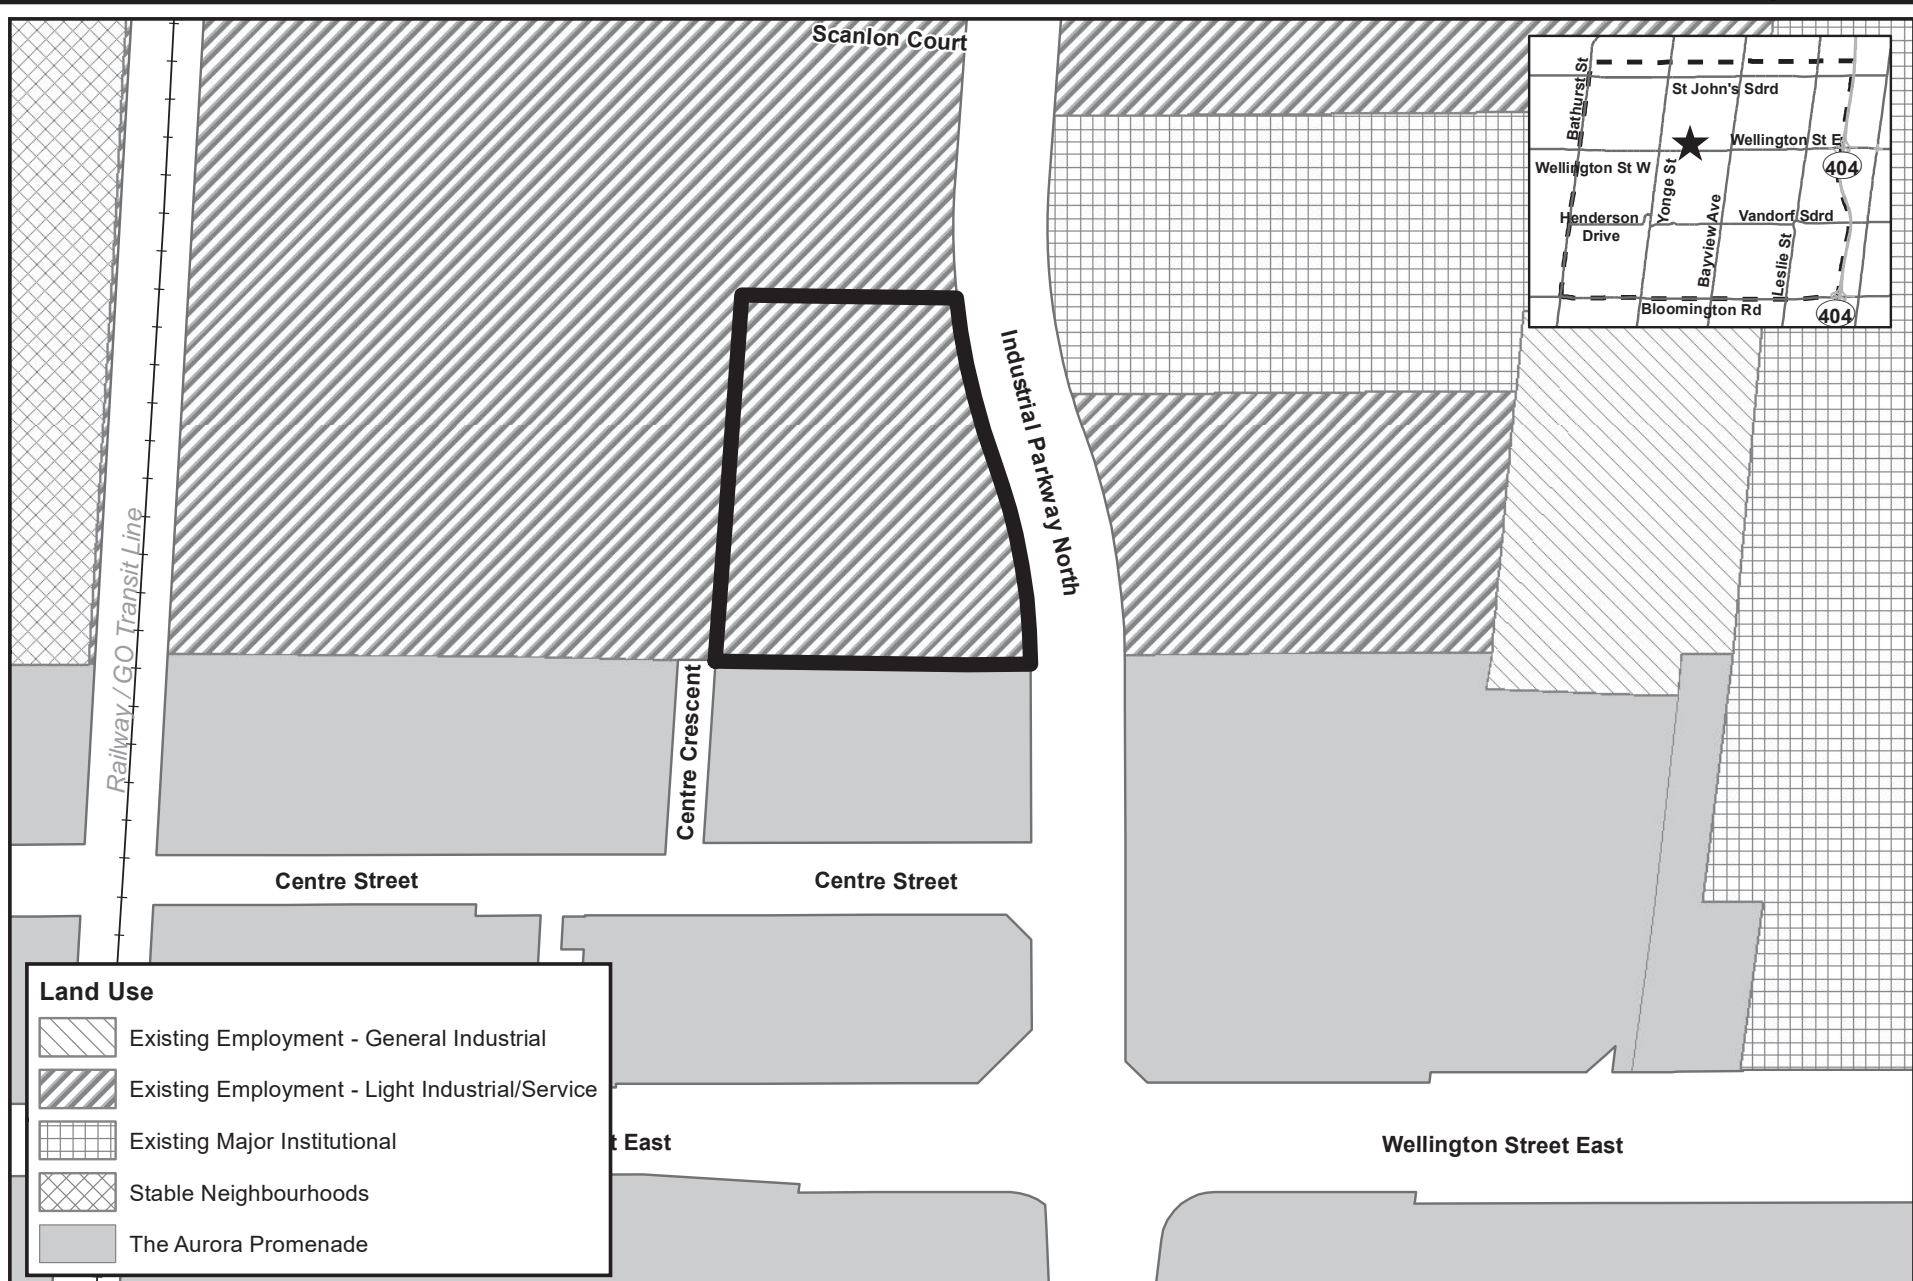 Scanlon Court
Bathurst St
St John's Sdrd
Wellington St E
404
Wellington St W
Yonge St
Henderson
Drive
Bayview Ave
Vandorf Sdrd
Leslie St
Bloomington Rd
404
Industrial Parkway North
Railway / GO Transit Line
Centre Crescent
Centre Street
Centre Street
Land Use
Existing Employment - General Industrial
Existing Employment - Light Industrial/Service
Existing Major Institutional
Stable Neighbourhoods
The Aurora Promenade
t East
Wellington Street East